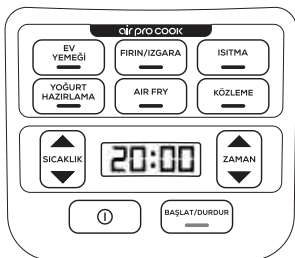 air pro cook
EV
YEMEĞİ
FIRIN/IZGARA
ISITMA
YOĞURT
HAZIRLAMA
AIR FRY
KÖZLEME
SICAKLIK
20:00
ZAMAN
BAŞLAT/DURDUR